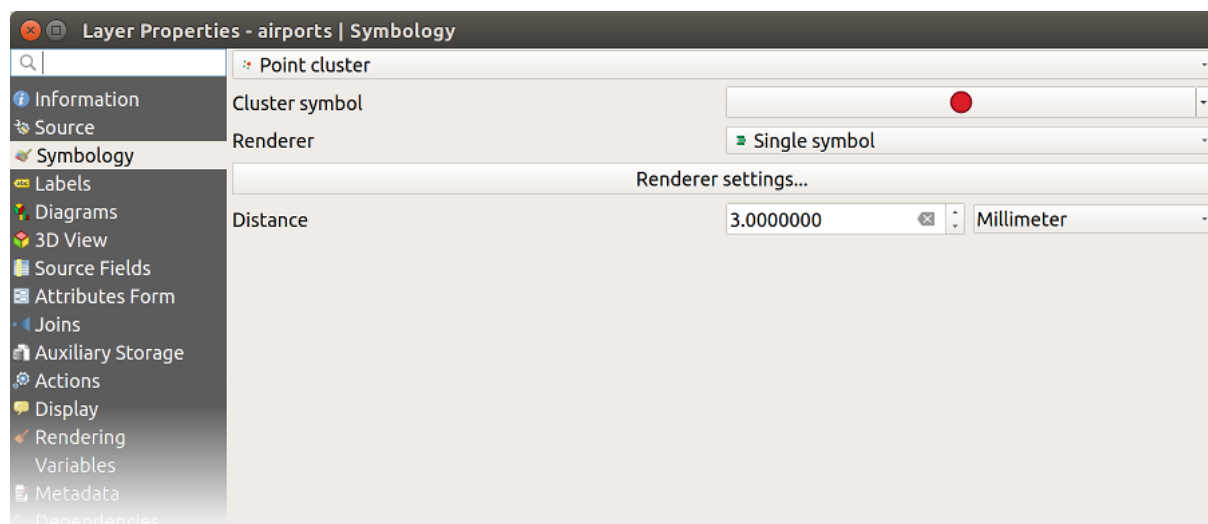 Layer Properties - airports | Symbology
Point cluster
Information
Cluster symbol
Source
Renderer
Single symbol
Symbology
Labels
Renderer settings...
Diagrams
Distance
3.0000000
Millimeter
3D View
Source Fields
Attributes Form
Joins
Auxiliary Storage
Actions
Display
Rendering
Variables
Metadata
Dependencies